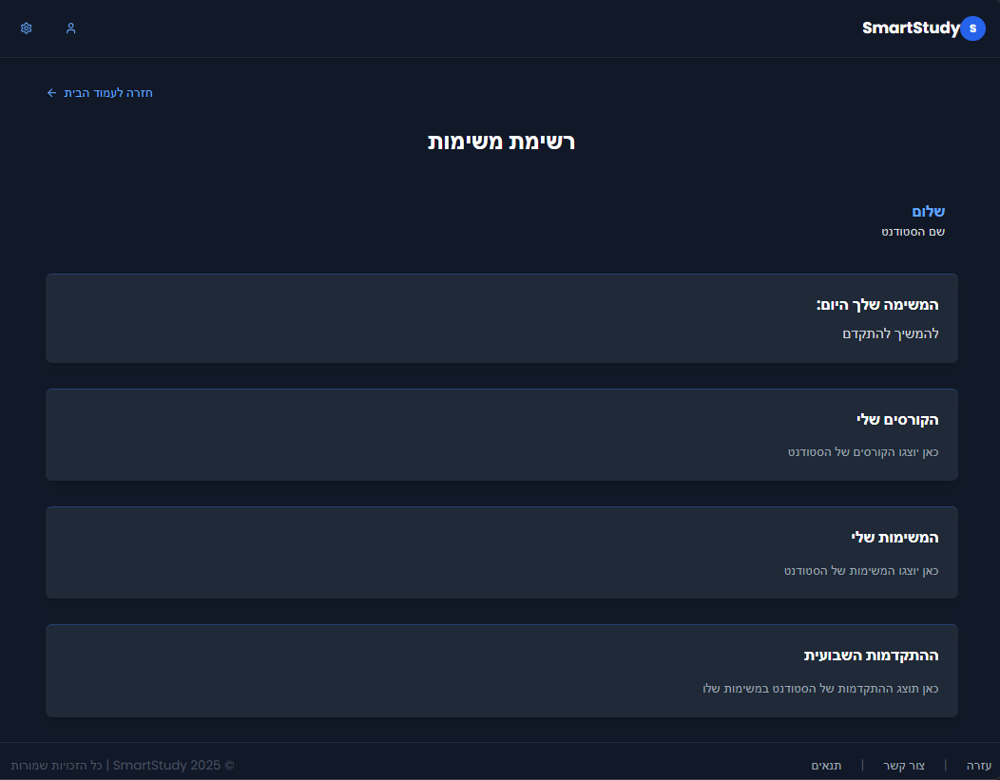 SmartStudy S
חזרה לעמוד הבית ←
רשימת משימות
שלום
שם הסטודנט
המשימה שלך היום:
להמשיך להתקדם
הקורסים שלי
כאן יוצגו הקורסים של הסטודנט
המשימות שלי
כאן יוצגו המשימות של הסטודנט
ההתקדמות השבועית
כאן תוצג ההתקדמות של הסטודנט במשימות שלו
עזרה | צור קשר | תנאים
© 2025 SmartStudy | כל הזכויות שמורות